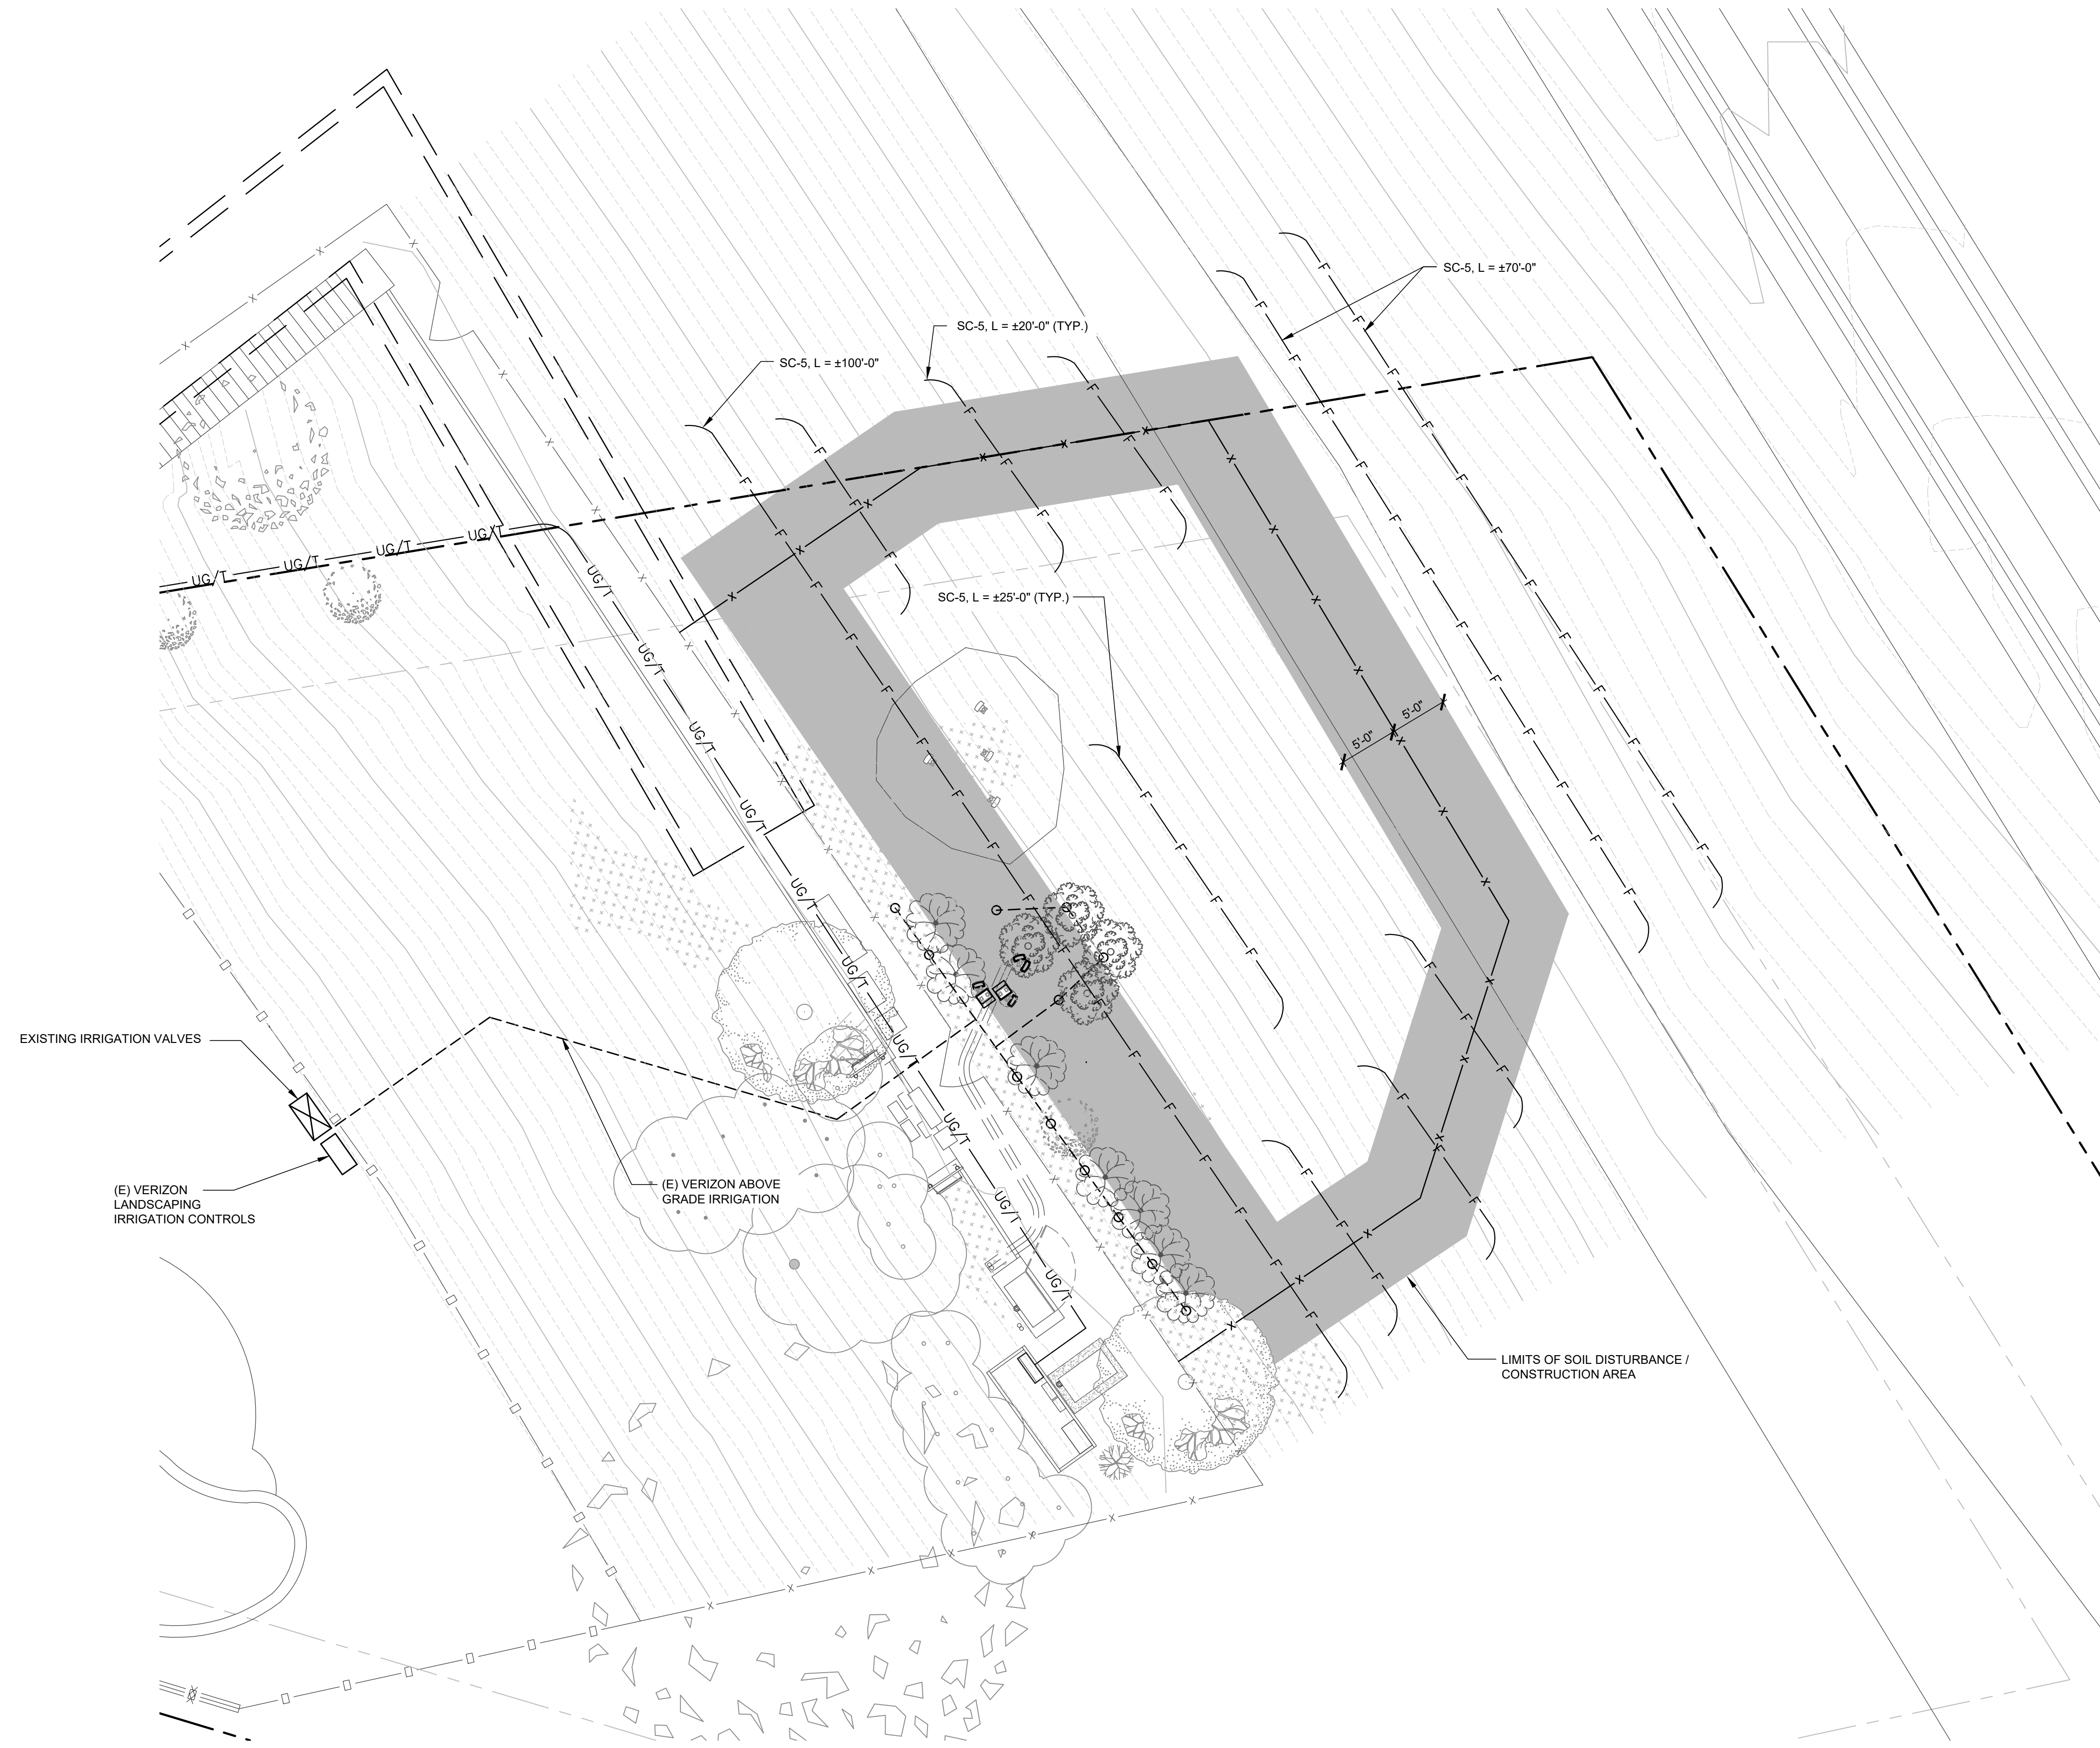 SC-5, L = ±70'-0"
SC-5, L = ±20'-0" (TYP.)
SC-5, L = ±100'-0"
SC-5, L = ±25'-0" (TYP.)
5'-0"
5'-0"
UG/T
UG/T
UG/T
UG/T
UG/T
UG/T
UG/T
UG/T
UG/T
UG/T
UG/T
UG/T
UG/T
UG/T
EXISTING IRRIGATION VALVES
(E) VERIZON
LANDSCAPING
IRRIGATION CONTROLS
(E) VERIZON ABOVE
GRADE IRRIGATION
LIMITS OF SOIL DISTURBANCE /
CONSTRUCTION AREA